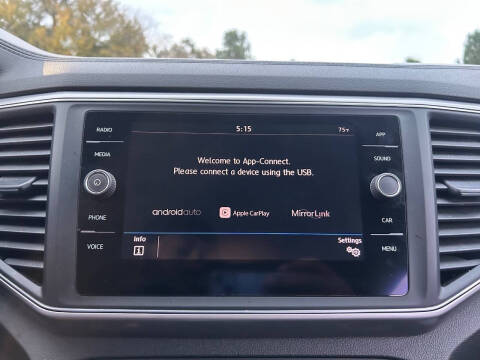 RADIO
5:15
75°F
APP
Welcome to App-Connect.
Please connect a device using the USB.
MEDIA
SOUND
androidauto
Apple CarPlay
MirrorLink
PHONE
CAR
VOICE
Info
Settings
MENU